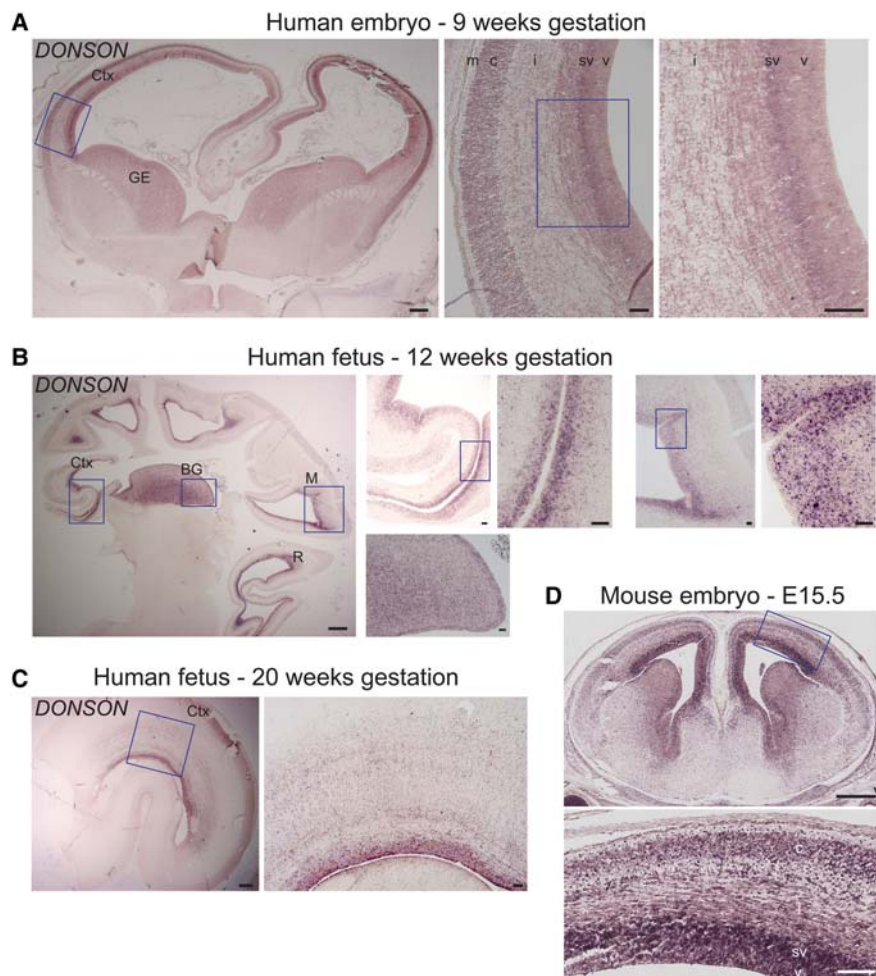 A
Human embryo - 9 weeks gestation
DONSON
Ctx
GE
m c i sv v
i sv v
B
Human fetus - 12 weeks gestation
DONSON
Ctx
BG
M
R
C
Human fetus - 20 weeks gestation
DONSON
Ctx
D
Mouse embryo - E15.5
c
sv